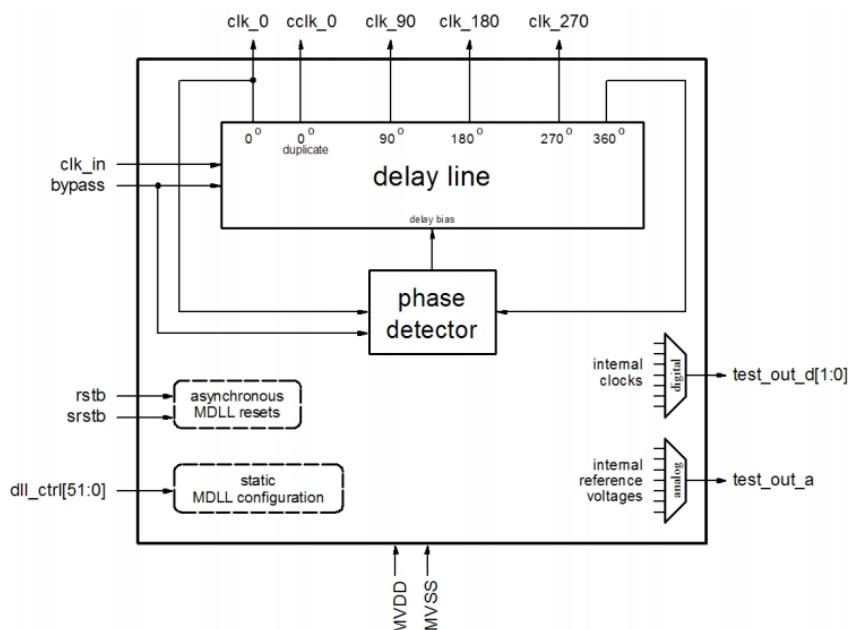 clk_0
cclk_0
clk_90
clk_180
clk_270
0°
0°
90°
180°
270°
360°
duplicate
clk_in
bypass
delay line
delay bias
phase
detector
rstb
srstb
asynchronous
MDLL resets
internal
clocks
digital
test_out_d[1:0]
dll_ctrl[51:0]
static
MDLL configuration
internal
reference
voltages
analog
test_out_a
MVDD
MVSS